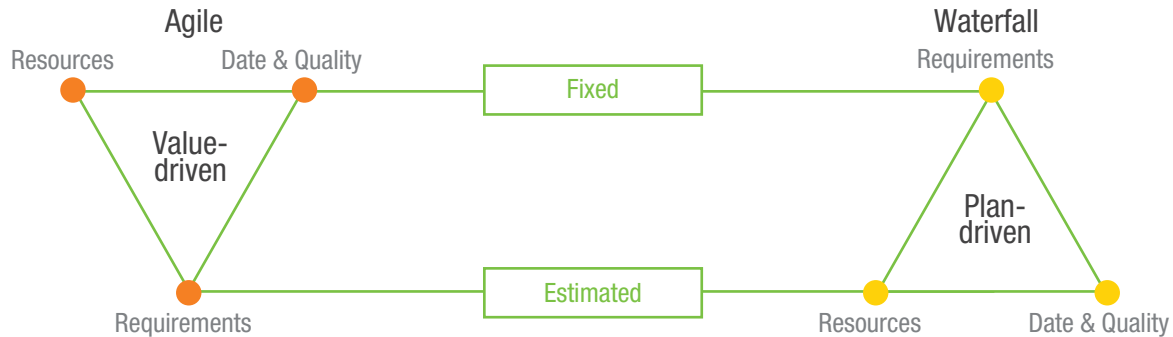 Agile
Waterfall
Resources
Date & Quality
Requirements
Fixed
Value-
driven
Plan-
driven
Estimated
Requirements
Resources
Date & Quality